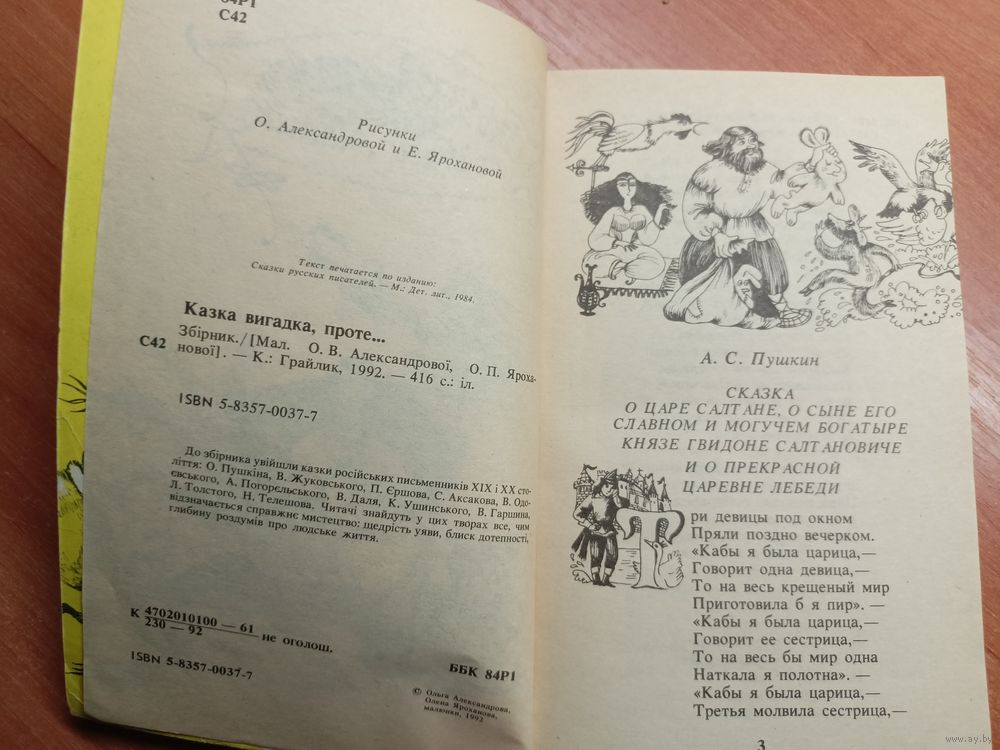 84Р1
С42
Рисунки
О. Александровой и Е. Ярохановой
Текст печатается по изданию:
Сказки русских писателей. — М.: Дет. лит., 1984.
Казка вигадка, проте...
С42 Збірник./[Мал. О. В. Александрової, О. П. Яроха-
нової]. — К.: Грайлик, 1992. — 416 с.: іл.
ISBN 5-8357-0037-7
До збірника увійшли казки російських письменників XIX і XX сто-
ліття: О. Пушкіна, В. Жуковського, П. Єршова, С. Аксакова, В. Одо-
євського, А. Погорєльського, В. Даля, К. Ушинського, В. Гаршина,
Л. Толстого, Н. Телешова. Читачі знайдуть у цих творах все, чим
відзначається справжнє мистецтво: щедрість уяви, блиск дотепності,
глибину роздумів про людське життя.
К 4702010100 — 61
230 — 92 не оголош.
ISBN 5-8357-0037-7
ББК 84Р1
© Ольга Александрова,
Олена Яроханова,
малюнки, 1992
А. С. Пушкин
СКАЗКА
О ЦАРЕ САЛТАНЕ, О СЫНЕ ЕГО
СЛАВНОМ И МОГУЧЕМ БОГАТЫРЕ
КНЯЗЕ ГВИДОНЕ САЛТАНОВИЧЕ
И О ПРЕКРАСНОЙ
ЦАРЕВНЕ ЛЕБЕДИ
Три девицы под окном
Пряли поздно вечерком.
«Кабы я была царица,—
Говорит одна девица,—
То на весь крещеный мир
Приготовила б я пир». —
«Кабы я была царица,—
Говорит ее сестрица,—
То на весь бы мир одна
Наткала я полотна». —
«Кабы я была царица,—
Третья молвила сестрица,—
3
www.ay.by